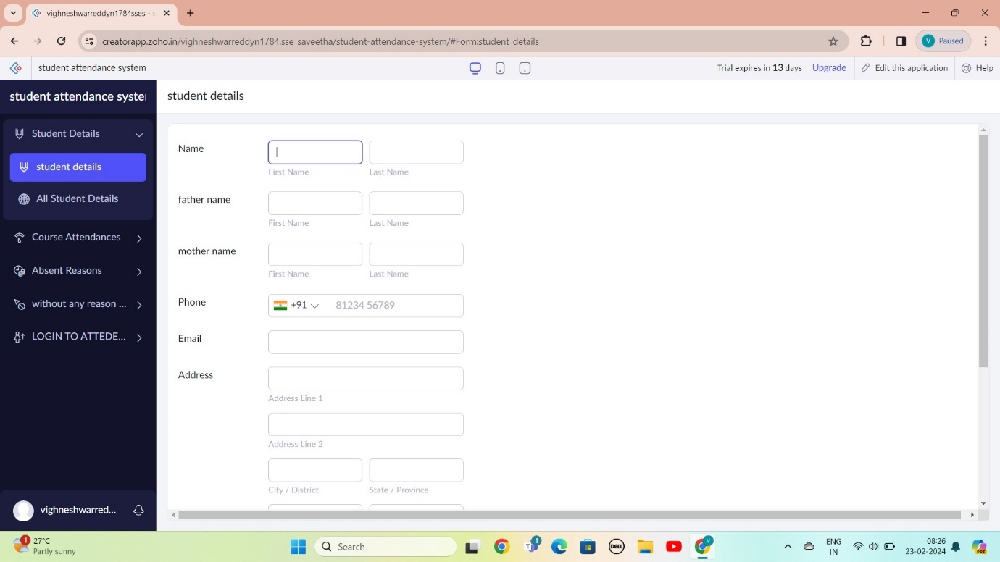 vighneshwarreddyn1784sses - s
creatorapp.zoho.in/vighneshwarreddyn1784.sse_saveetha/student-attendance-system/#Form:student_details
V Paused
student attendance system
Trial expires in 13 days Upgrade Edit this application Help
student attendance syster
student details
Student Details
student details
All Student Details
Course Attendances
Absent Reasons
without any reason ...
LOGIN TO ATTEDE...
vighneshwarred...
Name
First Name Last Name
father name
First Name Last Name
mother name
First Name Last Name
Phone +91 81234 56789
Email
Address
Address Line 1
Address Line 2
City / District State / Province
1 27°C
Partly sunny
Search
1
DELL
V
ENG
IN
08:26
23-02-2024
PRE